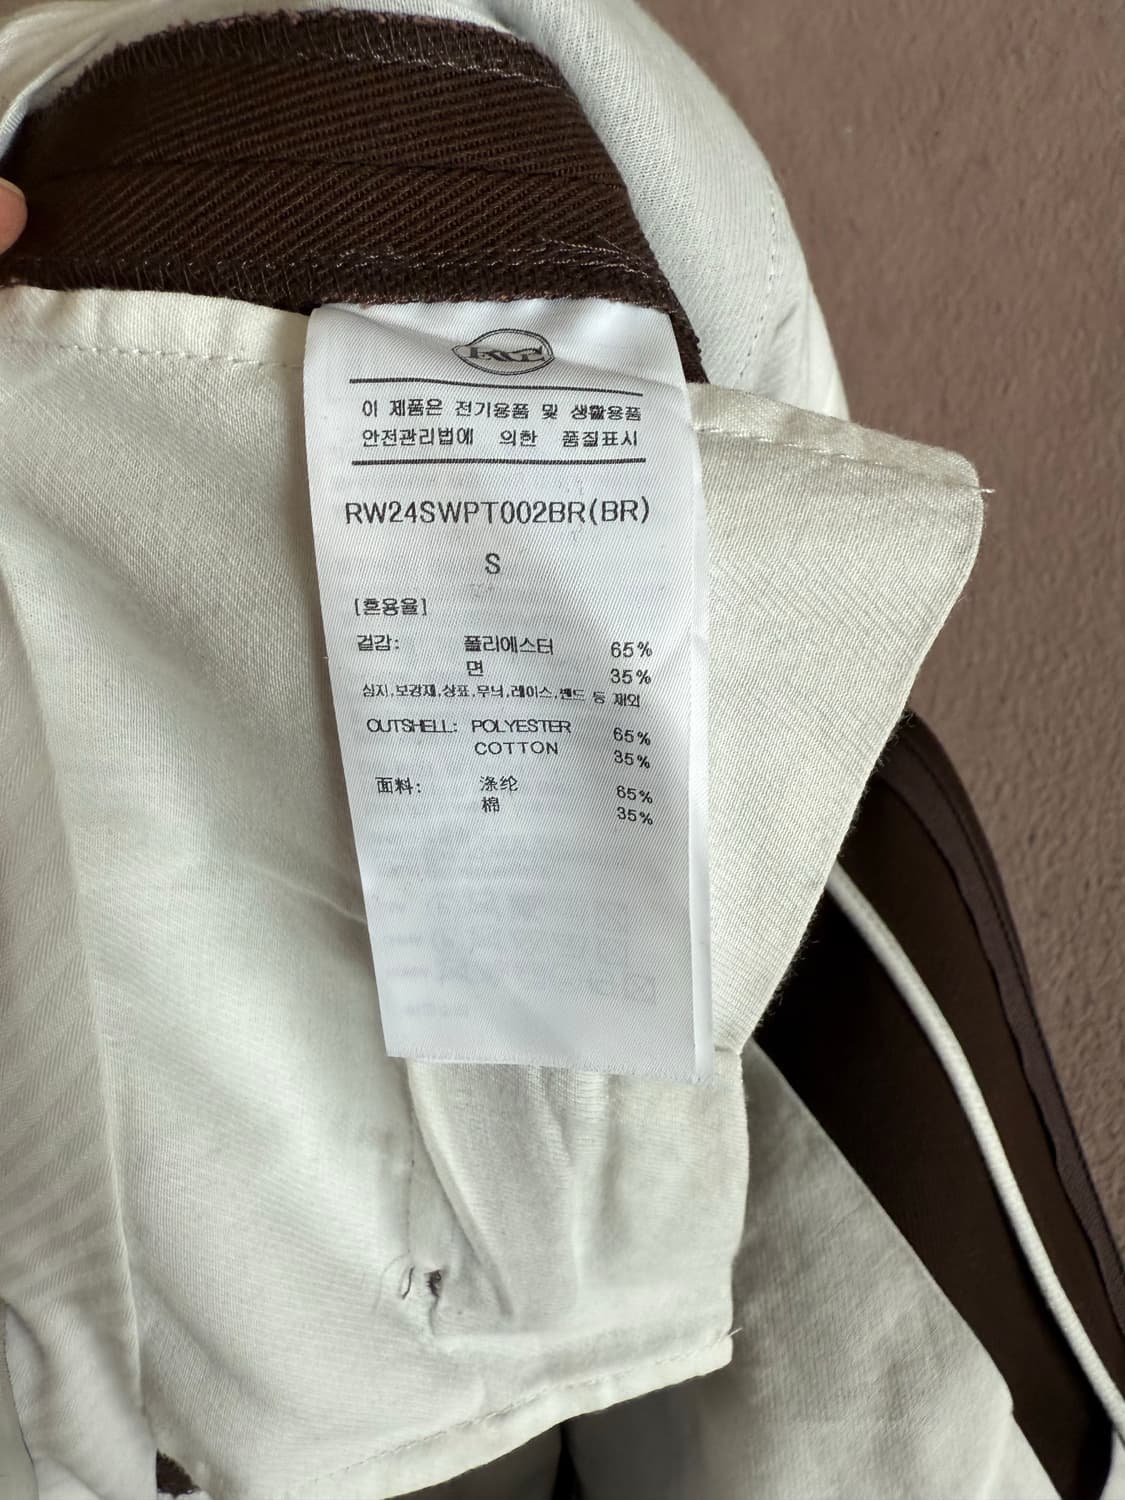 이 제품은 전기용품 및 생활용품
안전관리법에 의한 품질표시
RW24SWPT002BR(BR)
S
[혼용율]
겉감: 폴리에스터 65%
면 35%
심지,보강재,상표,무늬,레이스,밴드 등 제외
OUTSHELL: POLYESTER 65%
COTTON 35%
面料: 涤纶 65%
棉 35%